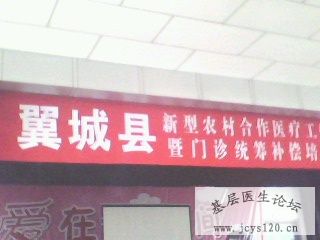 翼城县
新型农村合作医疗工
暨门诊统筹补偿培
爱在
基层医生论坛
www.jcys120.cn